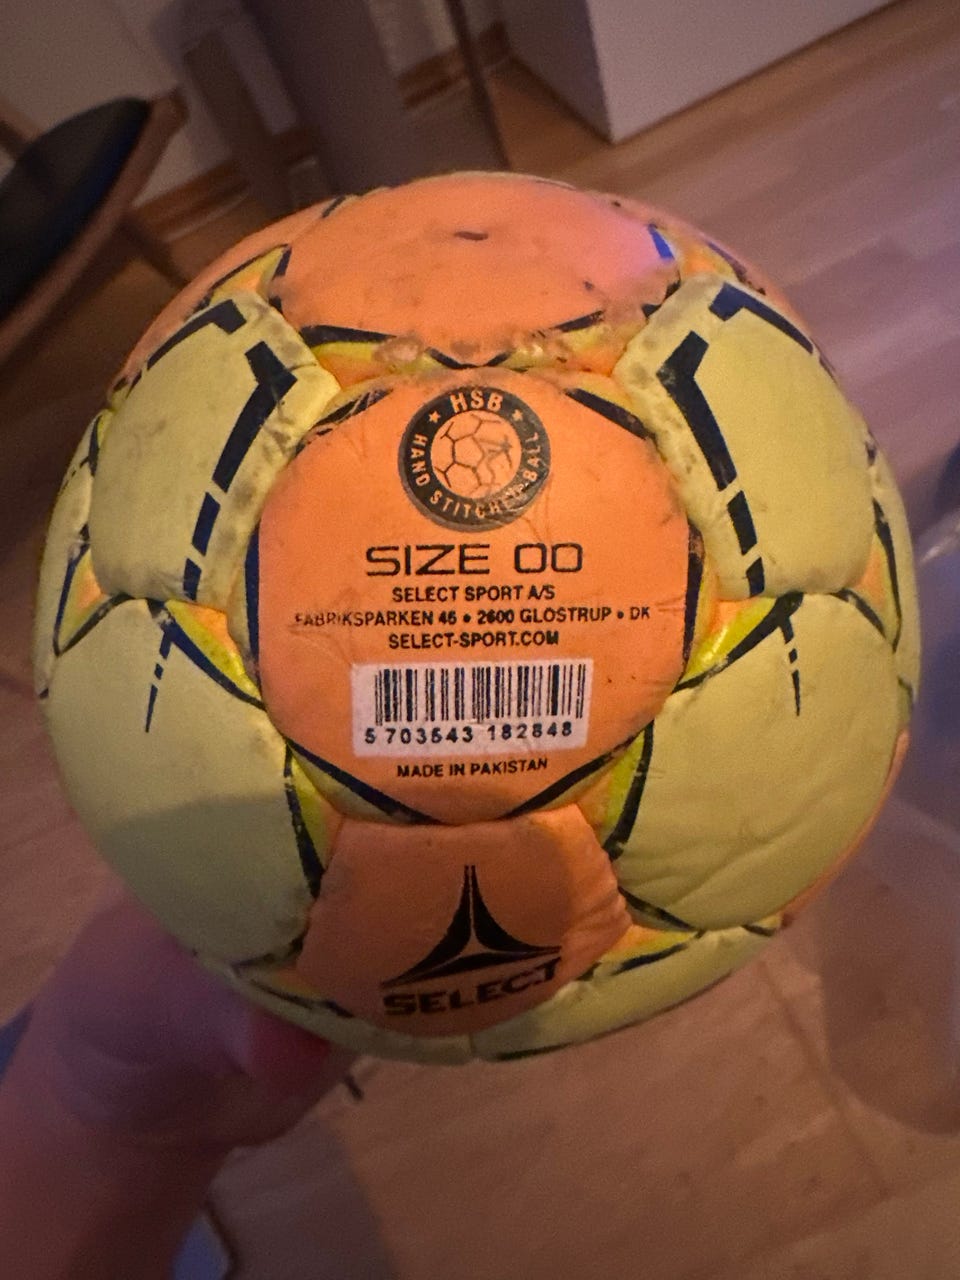 HSB
HAND STITCHED BALL
SIZE 00
SELECT SPORT A/S
FABRIKSPARKEN 46 • 2600 GLOSTRUP • DK
SELECT-SPORT.COM
5 703543 182848
MADE IN PAKISTAN
SELECT